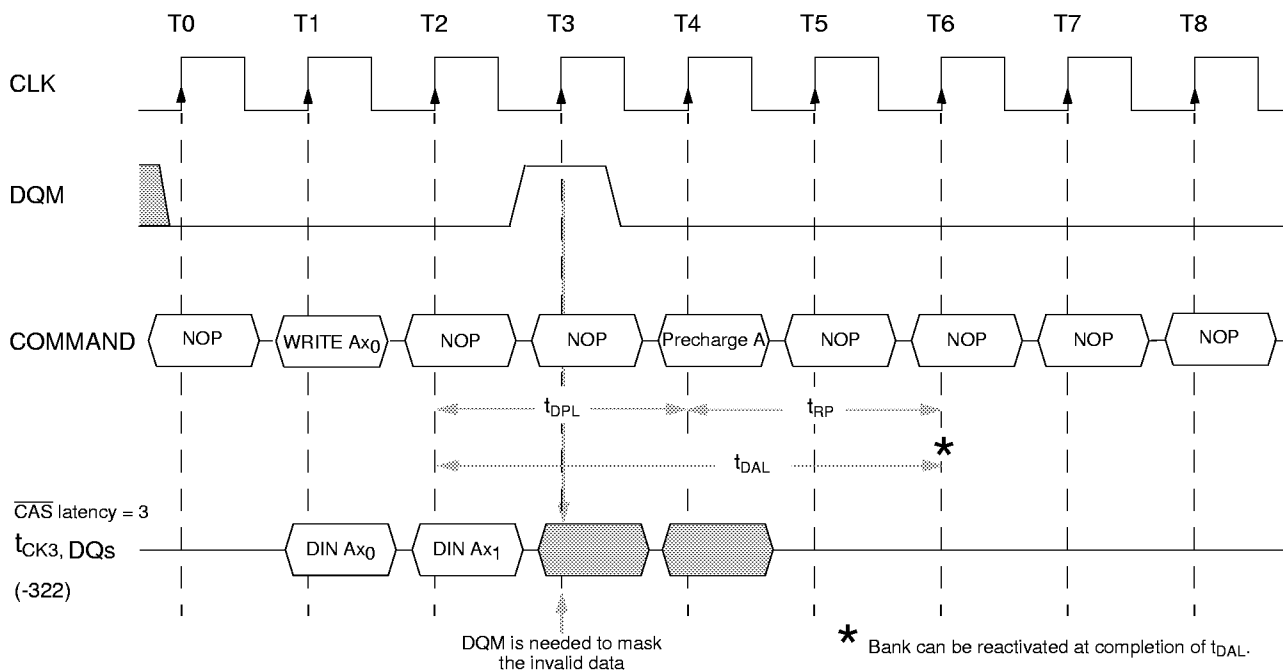 T0 T1 T2 T3 T4 T5 T6 T7 T8
CLK
DQM
COMMAND NOP WRITE Ax0 NOP NOP Precharge A NOP NOP NOP NOP
tDPL tRP
*
tDAL
CAS latency = 3
tCK3, DQs DIN Ax0 DIN Ax1
(-322)
DQM is needed to mask
the invalid data
* Bank can be reactivated at completion of tDAL.